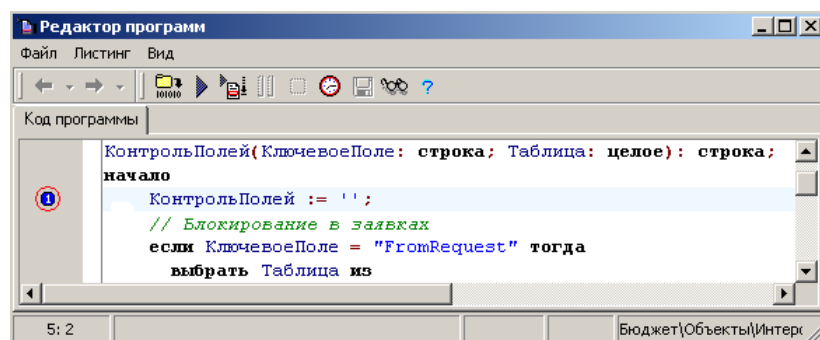 Редактор программ
Файл Листинг Вид
Код программы
КонтрольПолей(КлючевоеПоле: строка; Таблица: целое): строка;
начало
1
КонтрольПолей := '';
// Блокирование в заявках
если КлючевоеПоле = "FromRequest" тогда
выбрать Таблица из
5: 2
Бюджет\Объекты\Интер